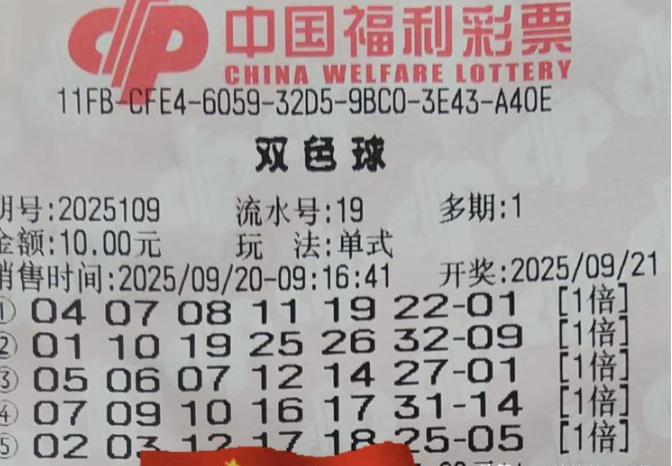 中国福利彩票
CHINA WELFARE LOTTERY
11FB-CFE4-6059-32D5-9BC0-3E43-A40E
双色球
期号:2025109 流水号:19 多期:1
金额:10.00元 玩 法:单式
销售时间:2025/09/20-09:16:41 开奖:2025/09/21
① 04 07 08 11 19 22-01 [1倍]
② 01 10 19 25 26 32-09 [1倍]
③ 05 06 07 12 14 27-01 [1倍]
④ 07 09 10 16 17 31-14 [1倍]
⑤ 02 03 12 17 18 25-05 [1倍]